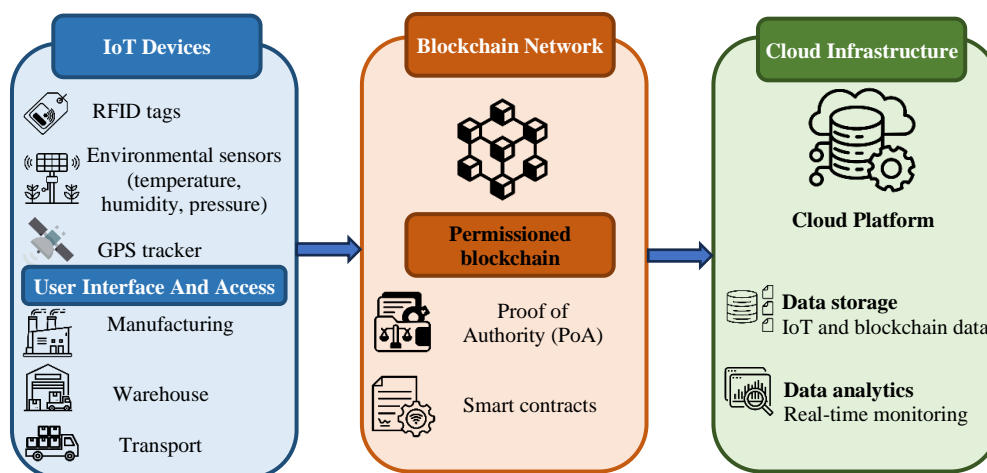 IoT Devices
RFID tags
Environmental sensors
(temperature,
humidity, pressure)
GPS tracker
User Interface And Access
Manufacturing
Warehouse
Transport
Blockchain Network
Permissioned
blockchain
Proof of
Authority (PoA)
Smart contracts
Cloud Infrastructure
Cloud Platform
Data storage
IoT and blockchain data
Data analytics
Real-time monitoring